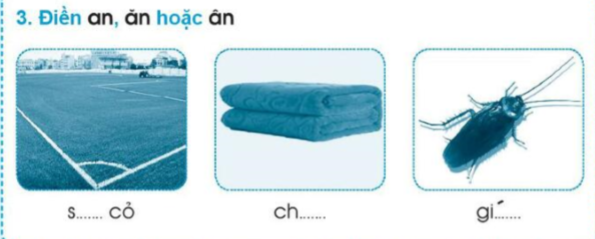 3. Điền an, ăn hoặc ân
s....... cỏ
ch.......
gi´.......